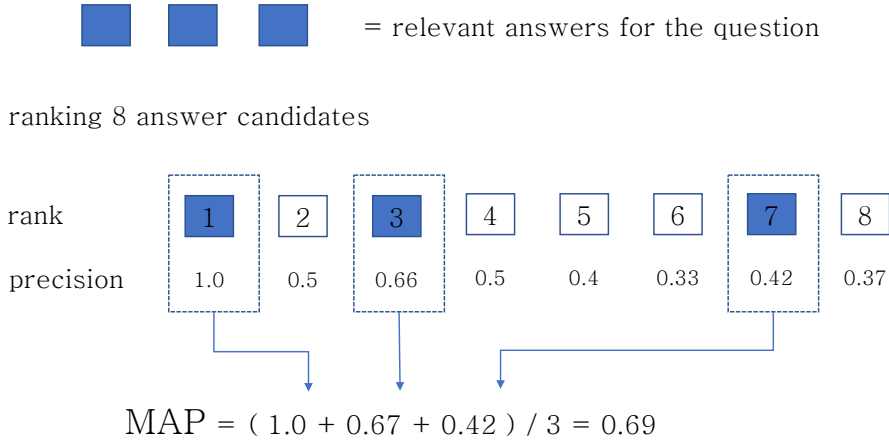 = relevant answers for the question
ranking 8 answer candidates
rank 1 2 3 4 5 6 7 8
precision 1.0 0.5 0.66 0.5 0.4 0.33 0.42 0.37
MAP = ( 1.0 + 0.67 + 0.42 ) / 3 = 0.69